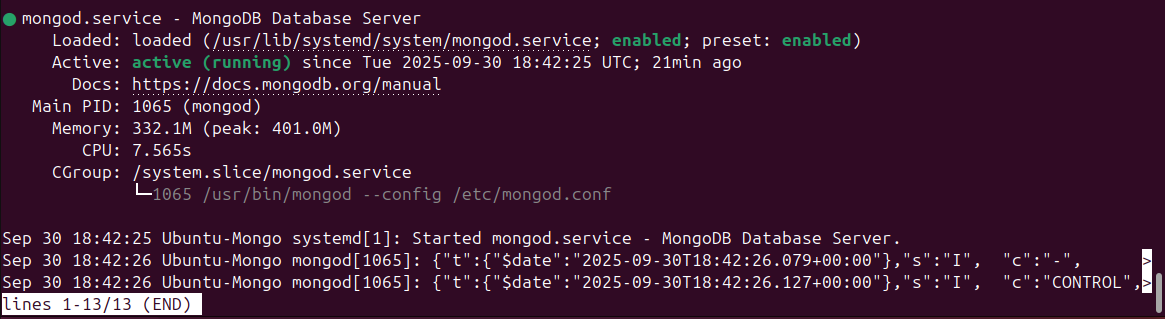 ● mongod.service - MongoDB Database Server
Loaded: loaded (/usr/lib/systemd/system/mongod.service; enabled; preset: enabled)
Active: active (running) since Tue 2025-09-30 18:42:25 UTC; 21min ago
Docs: https://docs.mongodb.org/manual
Main PID: 1065 (mongod)
Memory: 332.1M (peak: 401.0M)
CPU: 7.565s
CGroup: /system.slice/mongod.service
└─1065 /usr/bin/mongod --config /etc/mongod.conf
Sep 30 18:42:25 Ubuntu-Mongo systemd[1]: Started mongod.service - MongoDB Database Server.
Sep 30 18:42:26 Ubuntu-Mongo mongod[1065]: {"t":{"$date":"2025-09-30T18:42:26.079+00:00"},"s":"I",  "c":"-",      >
Sep 30 18:42:26 Ubuntu-Mongo mongod[1065]: {"t":{"$date":"2025-09-30T18:42:26.127+00:00"},"s":"I",  "c":"CONTROL",>
lines 1-13/13 (END)